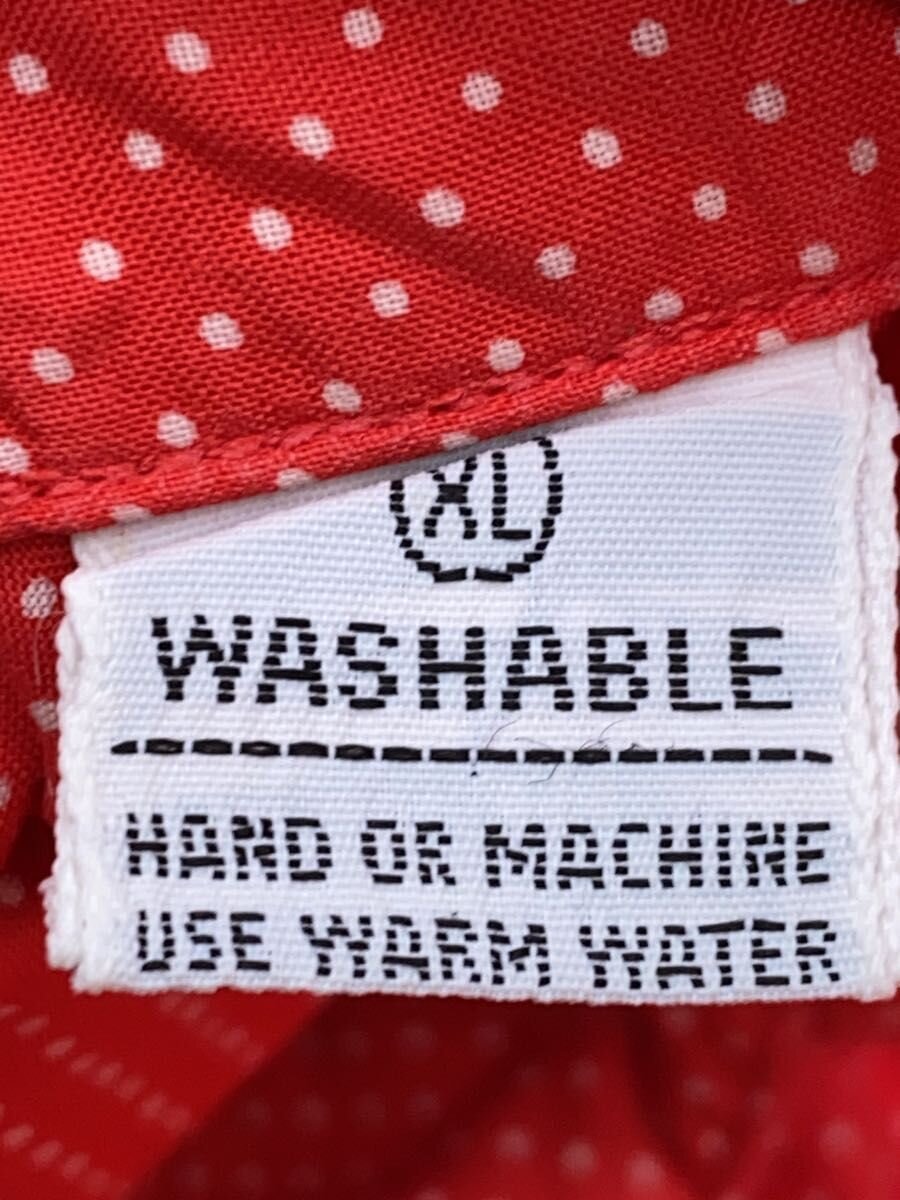 XL
WASHABLE
HAND OR MACHINE
USE WARM WATER